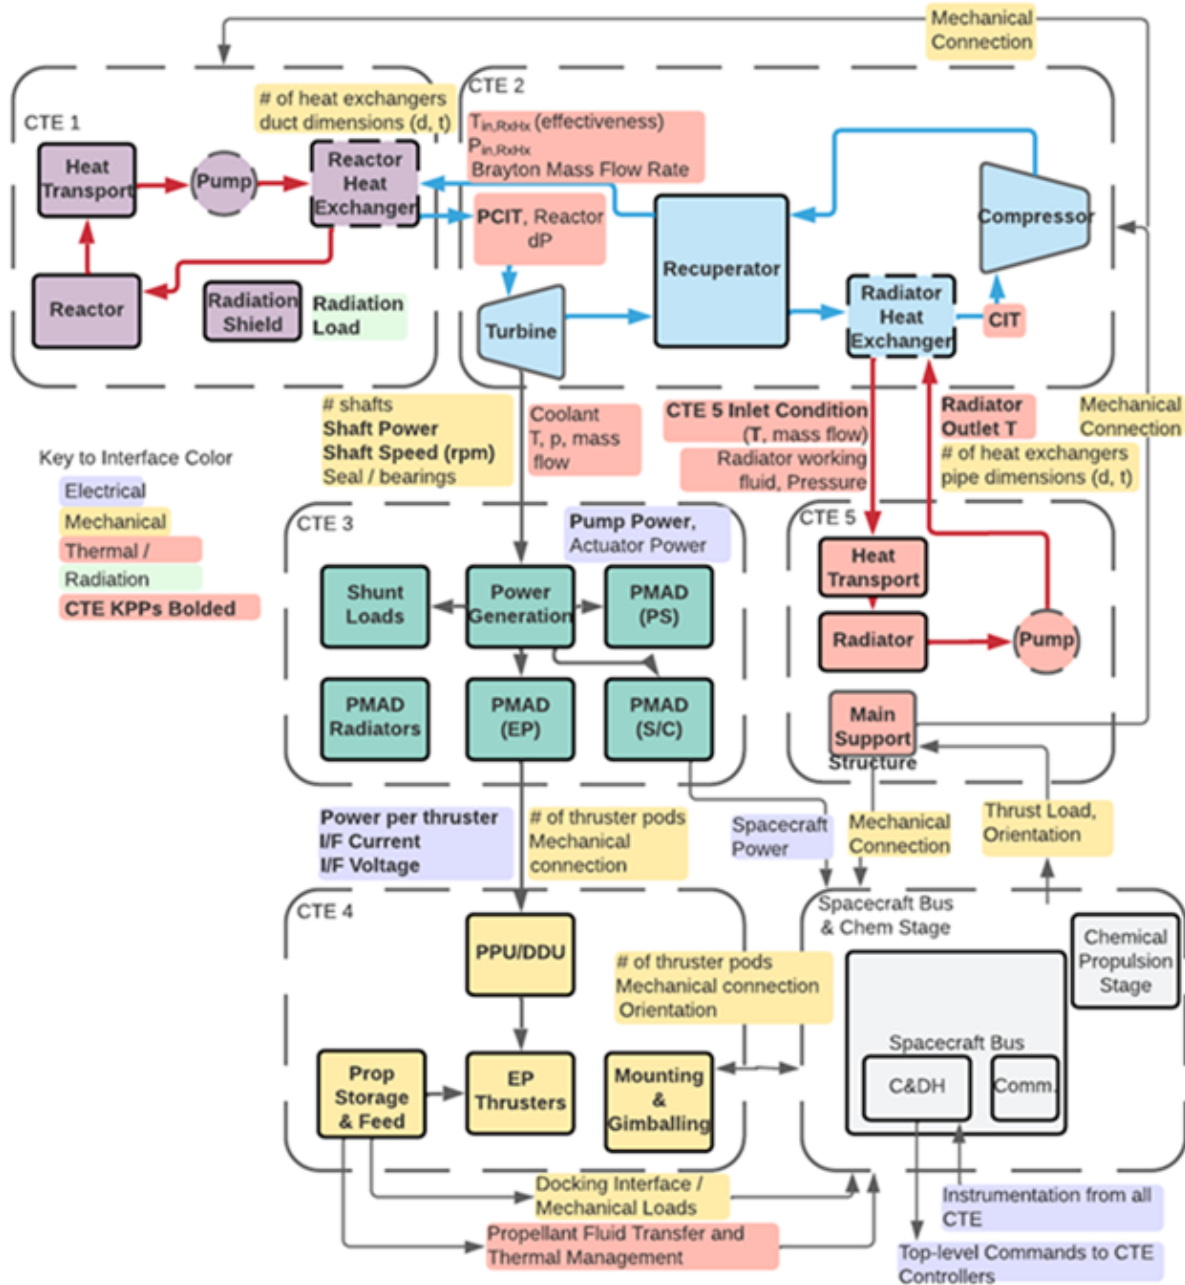 Mechanical
Connection
CTE 1
# of heat exchangers
duct dimensions (d, t)
Heat
Transport
Pump
Reactor
Heat
Exchanger
Reactor
Radiation
Shield
Radiation
Load
CTE 2
Tin,RxHx (effectiveness)
Pin,RxHx
Brayton Mass Flow Rate
PCIT, Reactor
dP
Turbine
Recuperator
Compressor
Radiator
Heat
Exchanger
CIT
# shafts
Shaft Power
Shaft Speed (rpm)
Seal / bearings
Coolant
T, p, mass
flow
CTE 5 Inlet Condition
(T, mass flow)
Radiator working
fluid, Pressure
Radiator
Outlet T
# of heat exchangers
pipe dimensions (d, t)
Mechanical
Connection
Key to Interface Color
Electrical
Mechanical
Thermal /
Radiation
CTE KPPs Bolded
CTE 3
Pump Power,
Actuator Power
Shunt
Loads
Power
Generation
PMAD
(PS)
PMAD
Radiators
PMAD
(EP)
PMAD
(S/C)
CTE 5
Heat
Transport
Radiator
Pump
Main
Support
Structure
Power per thruster
I/F Current
I/F Voltage
# of thruster pods
Mechanical
connection
Spacecraft
Power
Mechanical
Connection
Thrust Load,
Orientation
CTE 4
PPU/DDU
# of thruster pods
Mechanical connection
Orientation
Prop
Storage
& Feed
EP
Thrusters
Mounting
&
Gimballing
Spacecraft Bus
& Chem Stage
Chemical
Propulsion
Stage
Spacecraft Bus
C&DH
Comm.
Docking Interface /
Mechanical Loads
Propellant Fluid Transfer and
Thermal Management
Instrumentation from all
CTE
Top-level Commands to CTE
Controllers